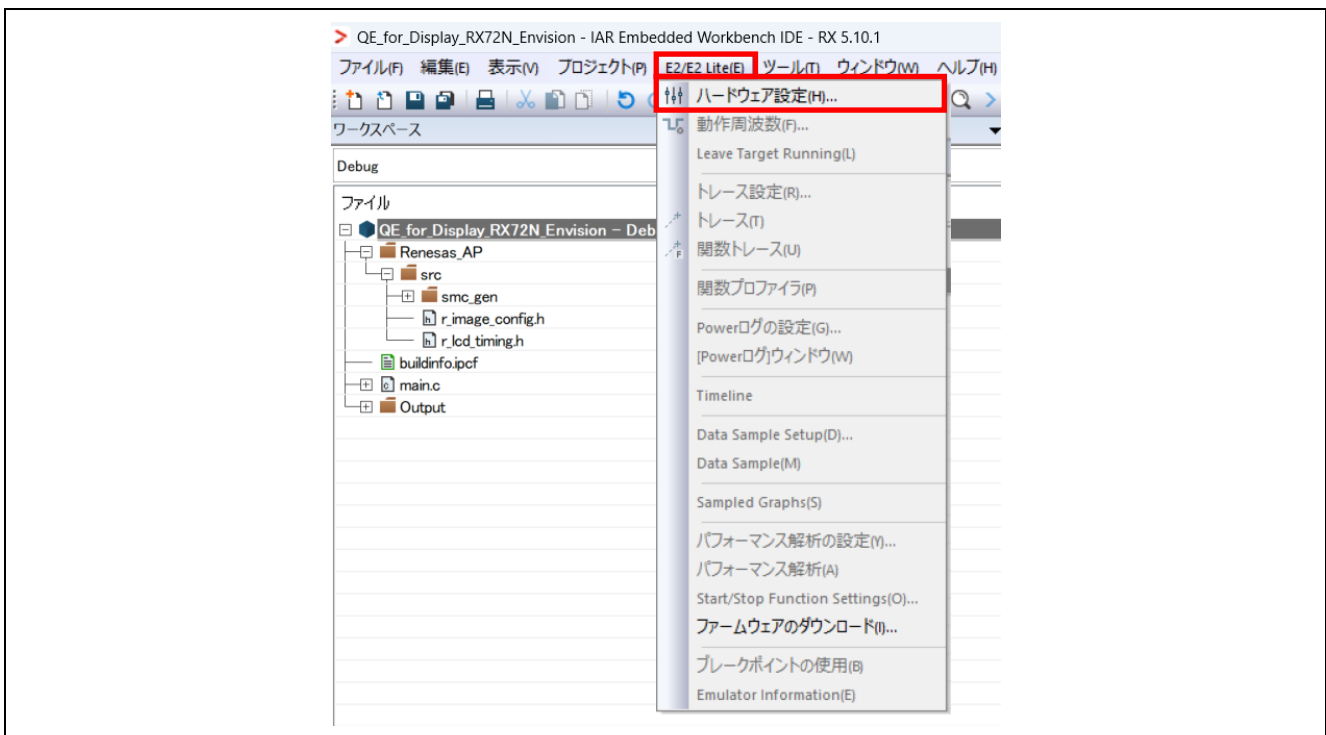 QE_for_Display_RX72N_Envision - IAR Embedded Workbench IDE - RX 5.10.1
ファイル(F) 編集(E) 表示(V) プロジェクト(P) E2/E2 Lite(E) ツール(T) ウィンドウ(W) ヘルプ(H)
ワークスペース
Debug
ファイル
QE_for_Display_RX72N_Envision - Deb
Renesas_AP
src
smc_gen
r_image_config.h
r_lcd_timing.h
buildinfo.ipcf
main.c
Output
ハードウェア設定(H)...
動作周波数(F)...
Leave Target Running(L)
トレース設定(R)...
トレース(T)
関数トレース(U)
関数プロファイラ(P)
Powerログの設定(G)...
[Powerログ]ウィンドウ(W)
Timeline
Data Sample Setup(D)...
Data Sample(M)
Sampled Graphs(S)
パフォーマンス解析の設定(Y)...
パフォーマンス解析(A)
Start/Stop Function Settings(O)...
ファームウェアのダウンロード(I)...
ブレークポイントの使用(B)
Emulator Information(E)